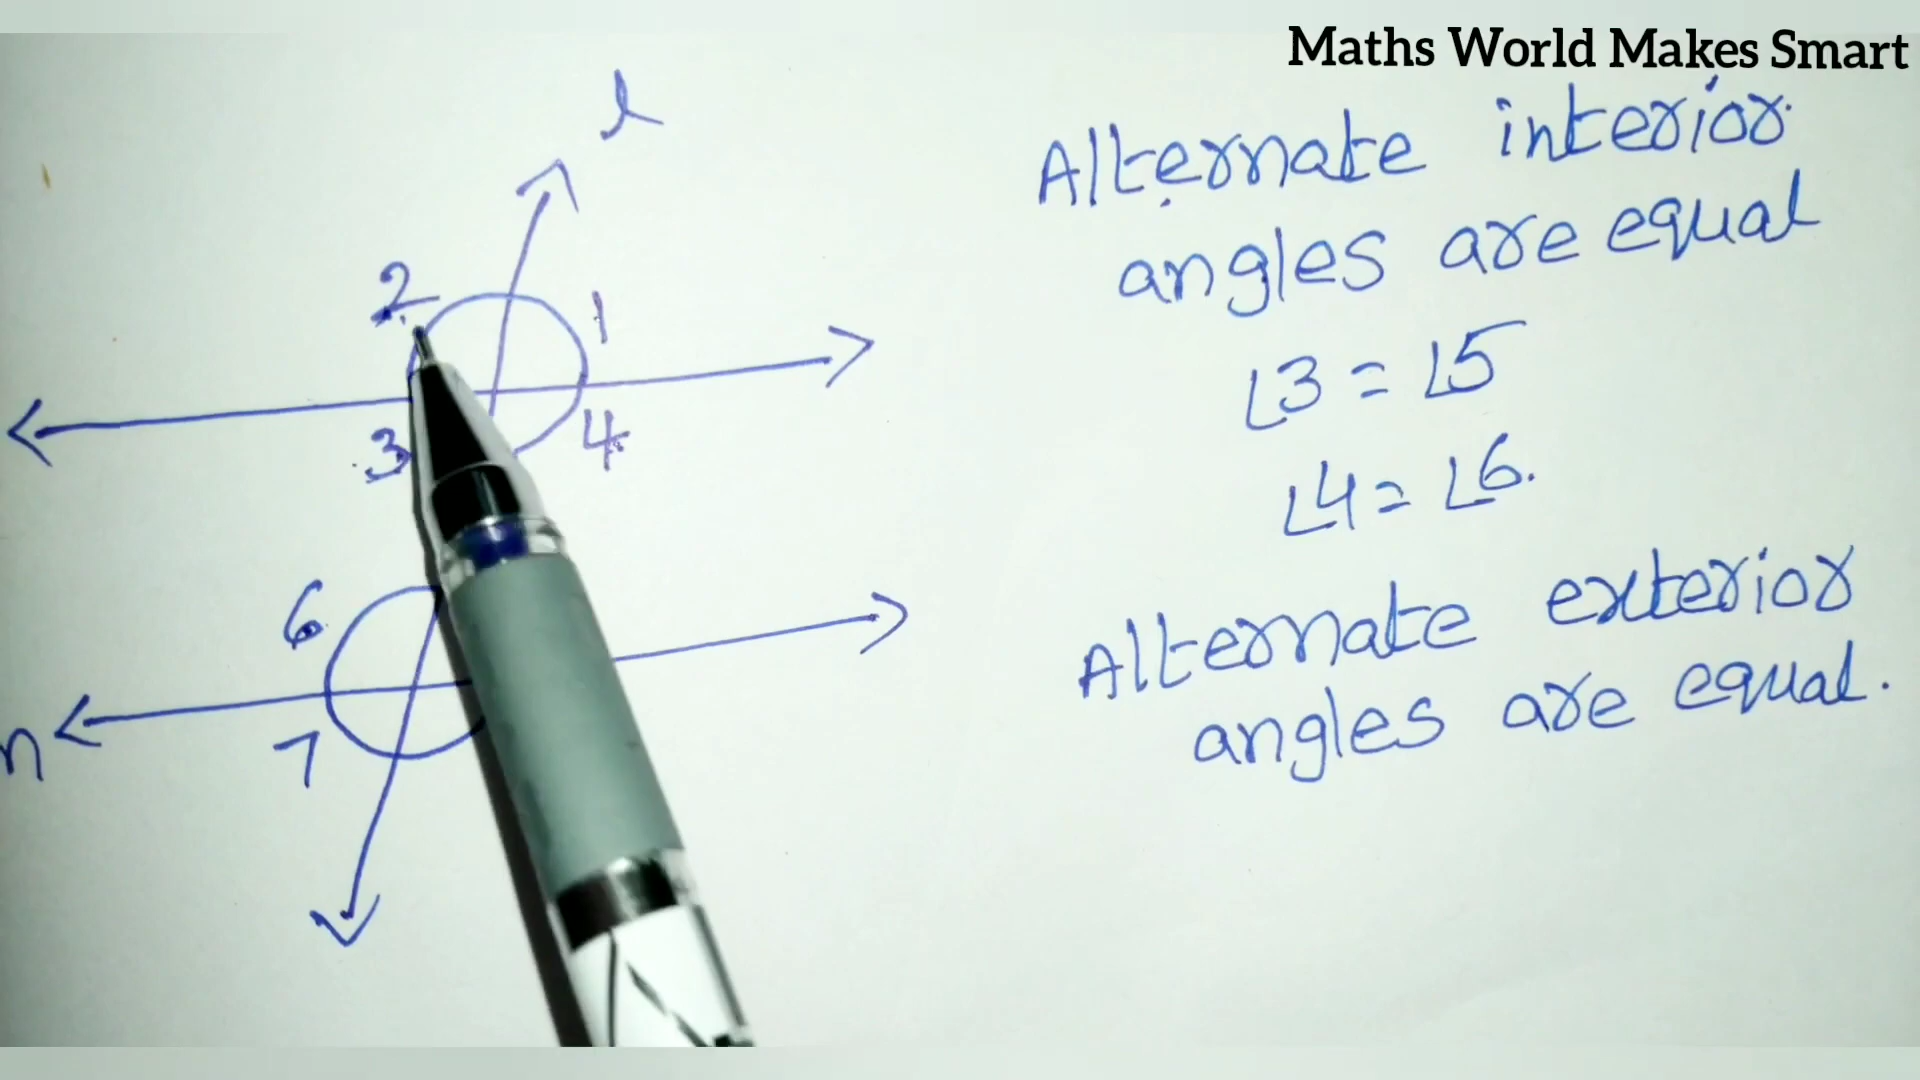 Maths World Makes Smart
l
2
1
3
4
6
7
n
Alternate interior
angles are equal
∠3 = ∠5
∠4 = ∠6.
Alternate exterior
angles are equal.